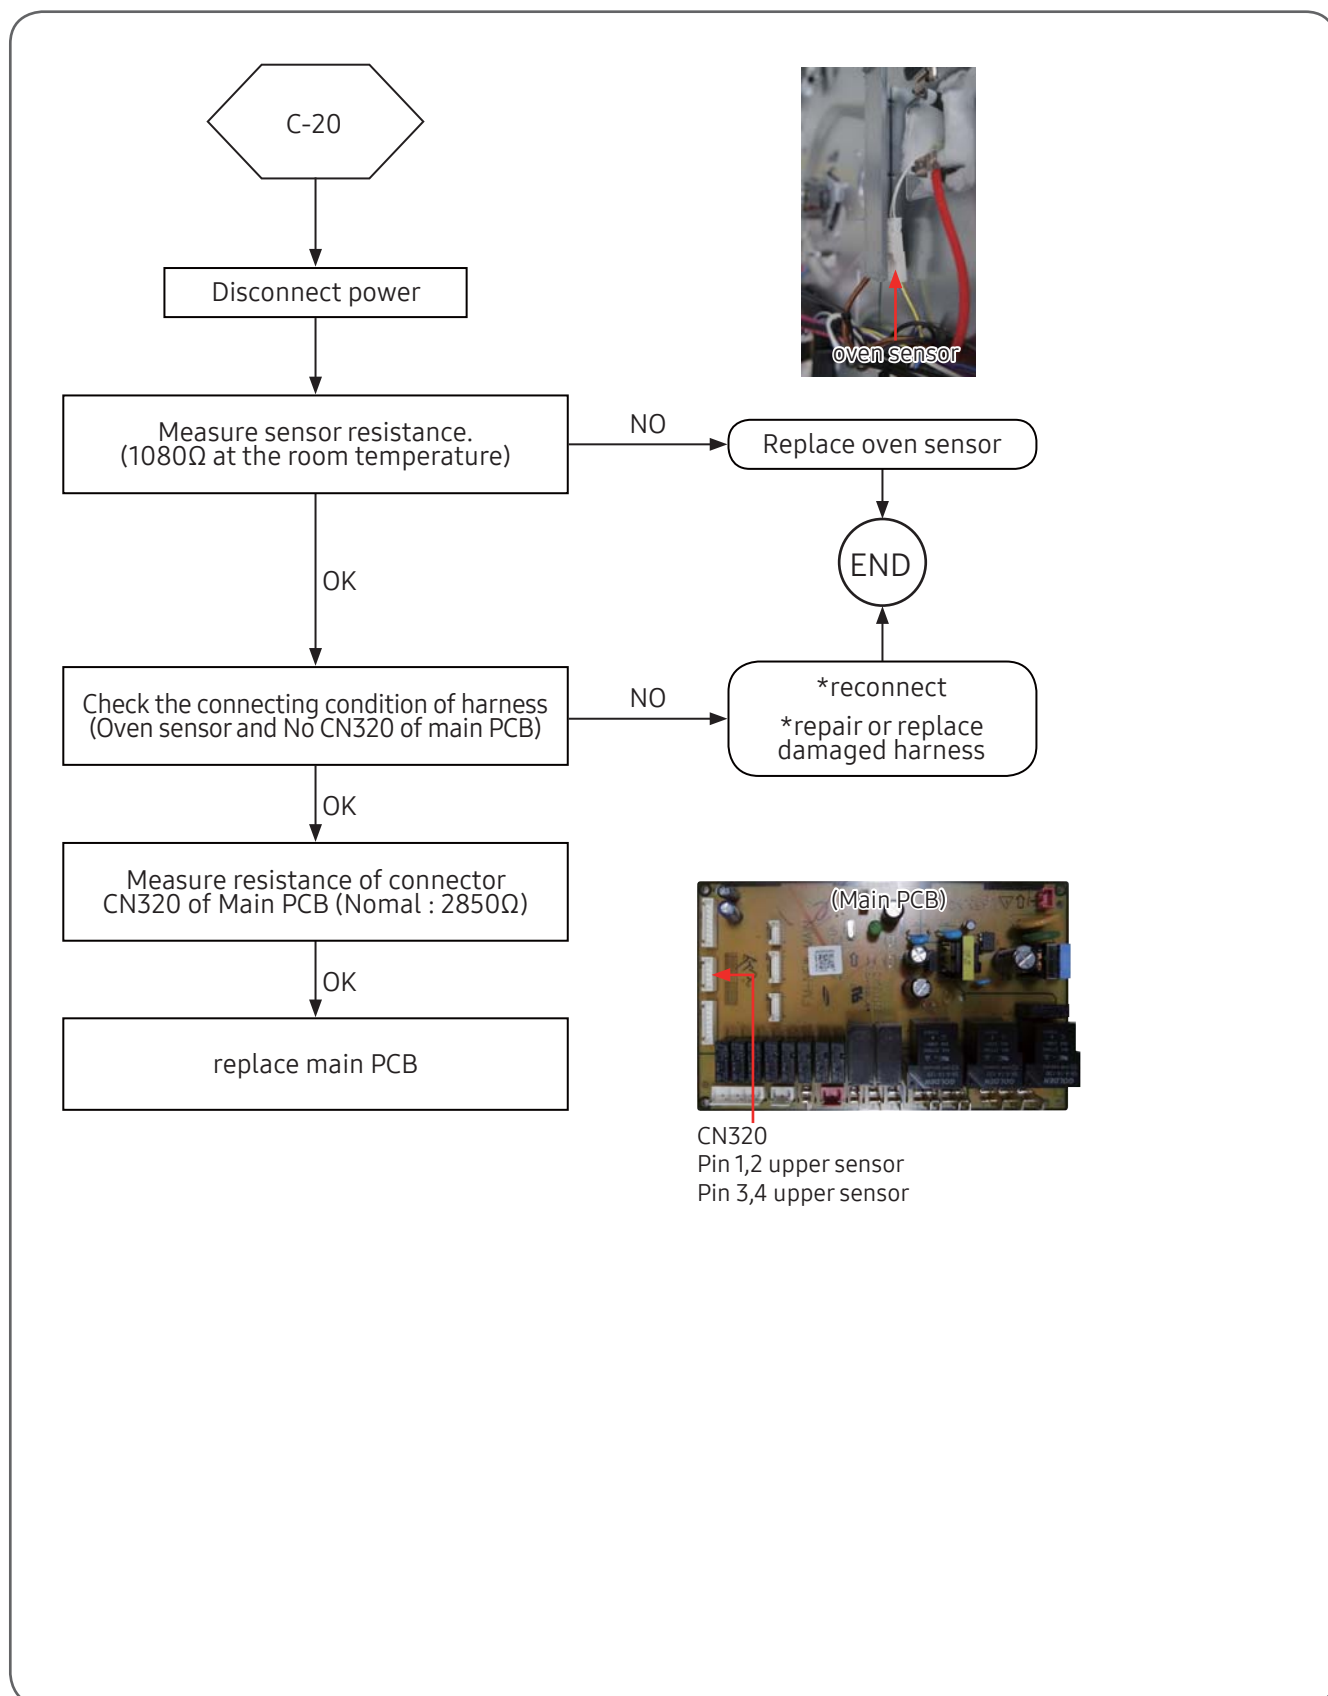 C-20
oven sensor
Disconnect power
Measure sensor resistance.
(1080Ω at the room temperature)
NO
Replace oven sensor
OK
END
Check the connecting condition of harness
(Oven sensor and No CN320 of main PCB)
NO
*reconnect
*repair or replace
damaged harness
OK
Measure resistance of connector
CN320 of Main PCB (Nomal : 2850Ω)
OK
replace main PCB
(Main PCB)
GOLDEN
GOLDEN
GOLDEN
CN320
Pin 1,2 upper sensor
Pin 3,4 upper sensor